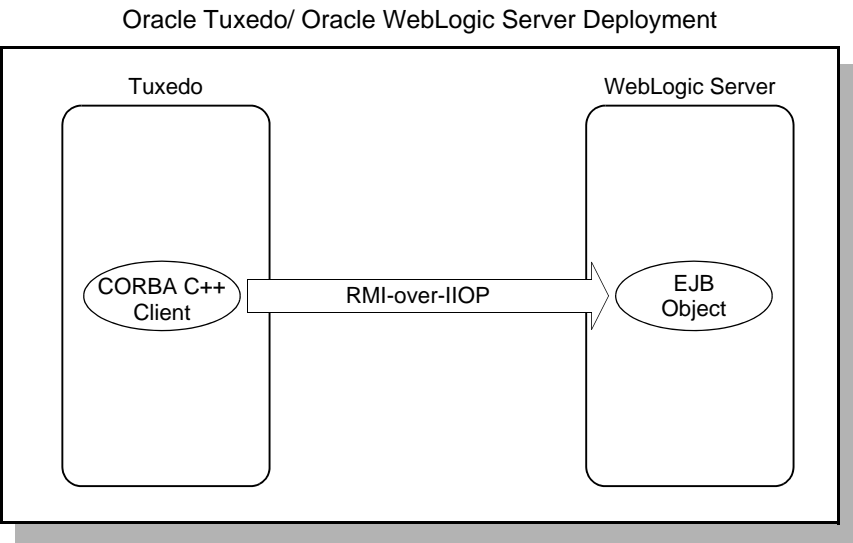 Oracle Tuxedo/ Oracle WebLogic Server Deployment
Tuxedo
WebLogic Server
CORBA C++
Client
RMI-over-IIOP
EJB
Object